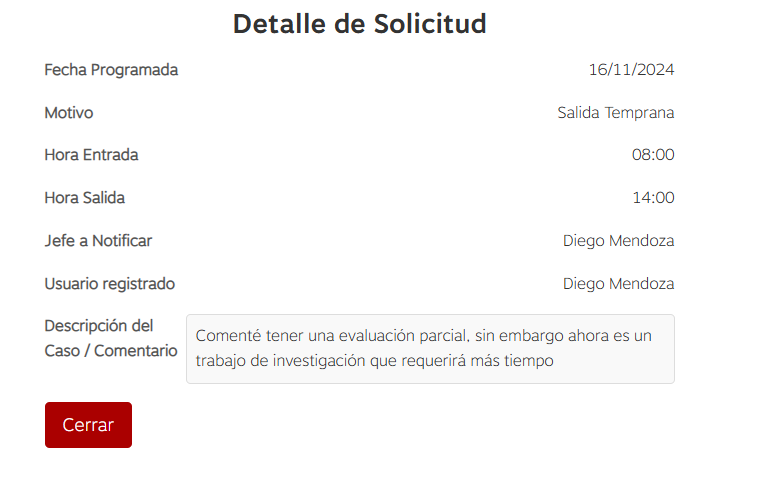 Detalle de Solicitud
Fecha Programada 16/11/2024
Motivo Salida Temprana
Hora Entrada 08:00
Hora Salida 14:00
Jefe a Notificar Diego Mendoza
Usuario registrado Diego Mendoza
Descripción del
Caso / Comentario
Comenté tener una evaluación parcial, sin embargo ahora es un
trabajo de investigación que requerirá más tiempo
Cerrar